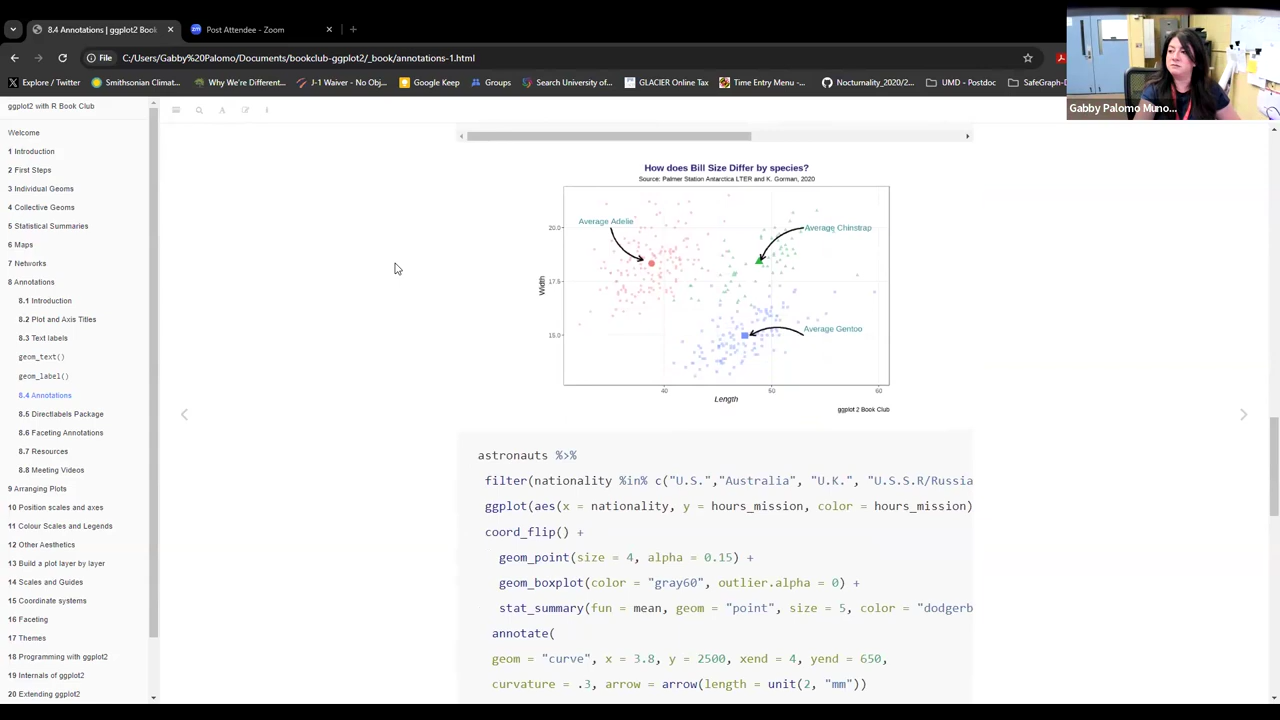 8.4 Annotations | ggplot2 Book
Post Attendee - Zoom
File
C:/Users/Gabby%20Palomo/Documents/bookclub-ggplot2/_book/annotations-1.html
Explore / Twitter
Smithsonian Climate...
Why We're Different...
J-1 Waiver - No Obj...
Google Keep
Groups
Search University of...
GLACIER Online Tax
Time Entry Menu -...
Nocturnality_2020/2...
UMD - Postdoc
SafeGraph-D
Gabby Palomo Muno...
ggplot2 with R Book Club
Welcome
1 Introduction
2 First Steps
3 Individual Geoms
4 Collective Geoms
5 Statistical Summaries
6 Maps
7 Networks
8 Annotations
8.1 Introduction
8.2 Plot and Axis Titles
8.3 Text labels
geom_text()
geom_label()
8.4 Annotations
8.5 Directlabels Package
8.6 Faceting Annotations
8.7 Resources
8.8 Meeting Videos
9 Arranging Plots
10 Position scales and axes
11 Colour Scales and Legends
12 Other Aesthetics
13 Build a plot layer by layer
14 Scales and Guides
15 Coordinate systems
16 Faceting
17 Themes
18 Programming with ggplot2
19 Internals of ggplot2
20 Extending ggplot2
How does Bill Size Differ by species?
Source: Palmer Station Antarctica LTER and K. Gorman, 2020
Average Adelie
Average Chinstrap
Average Gentoo
20.0
17.5
15.0
Width
40 50 60
Length
ggplot 2 Book Club
astronauts %>%
filter(nationality %in% c("U.S.","Australia", "U.K.", "U.S.S.R/Russia
ggplot(aes(x = nationality, y = hours_mission, color = hours_mission)
coord_flip() +
geom_point(size = 4, alpha = 0.15) +
geom_boxplot(color = "gray60", outlier.alpha = 0) +
stat_summary(fun = mean, geom = "point", size = 5, color = "dodgerb
annotate(
geom = "curve", x = 3.8, y = 2500, xend = 4, yend = 650,
curvature = .3, arrow = arrow(length = unit(2, "mm"))